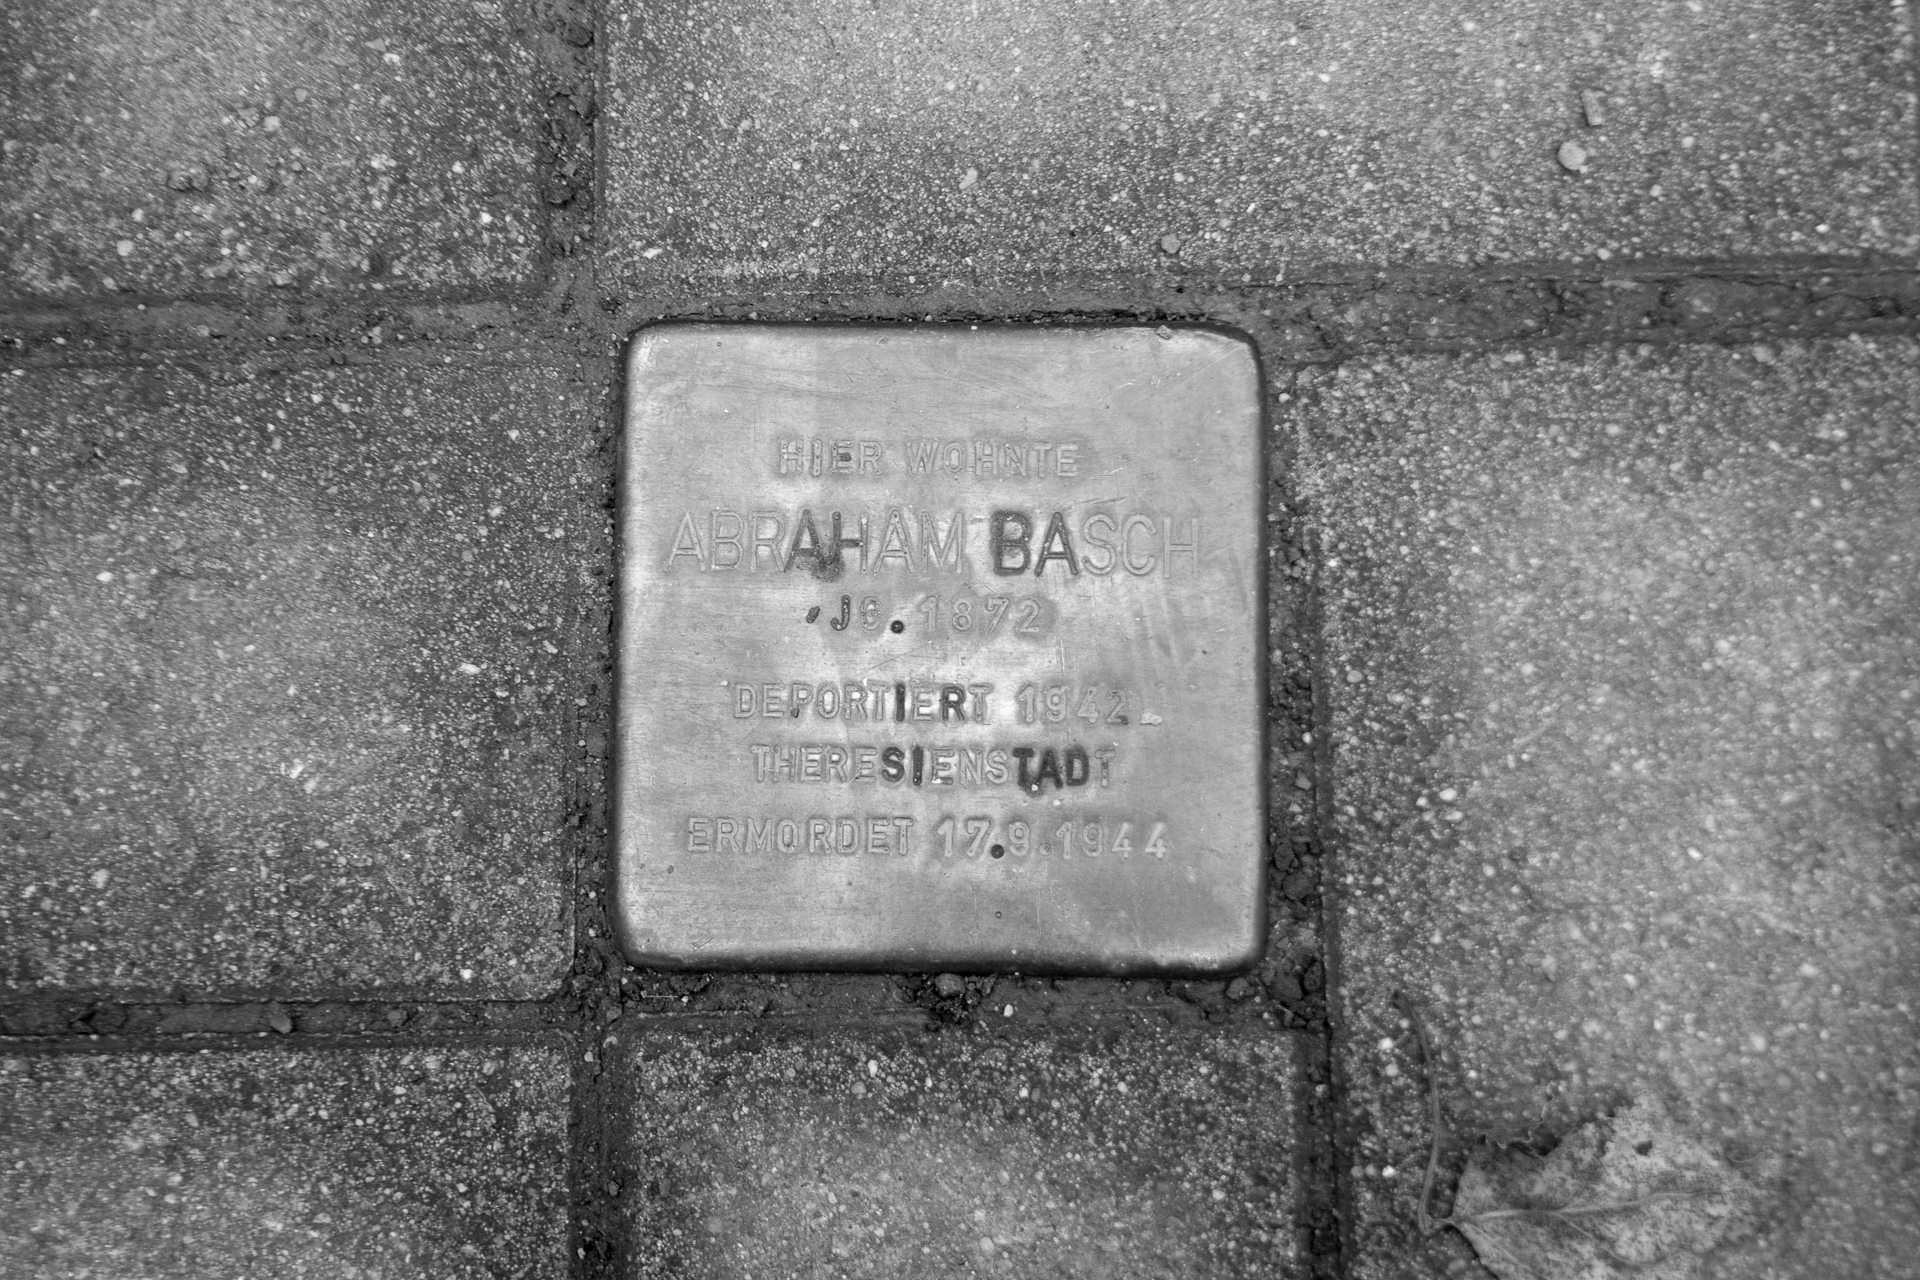 HIER WOHNTE
ABRAHAM BASCH
JG. 1872
DEPORTIERT 1942
THERESIENSTADT
ERMORDET 17.9.1944